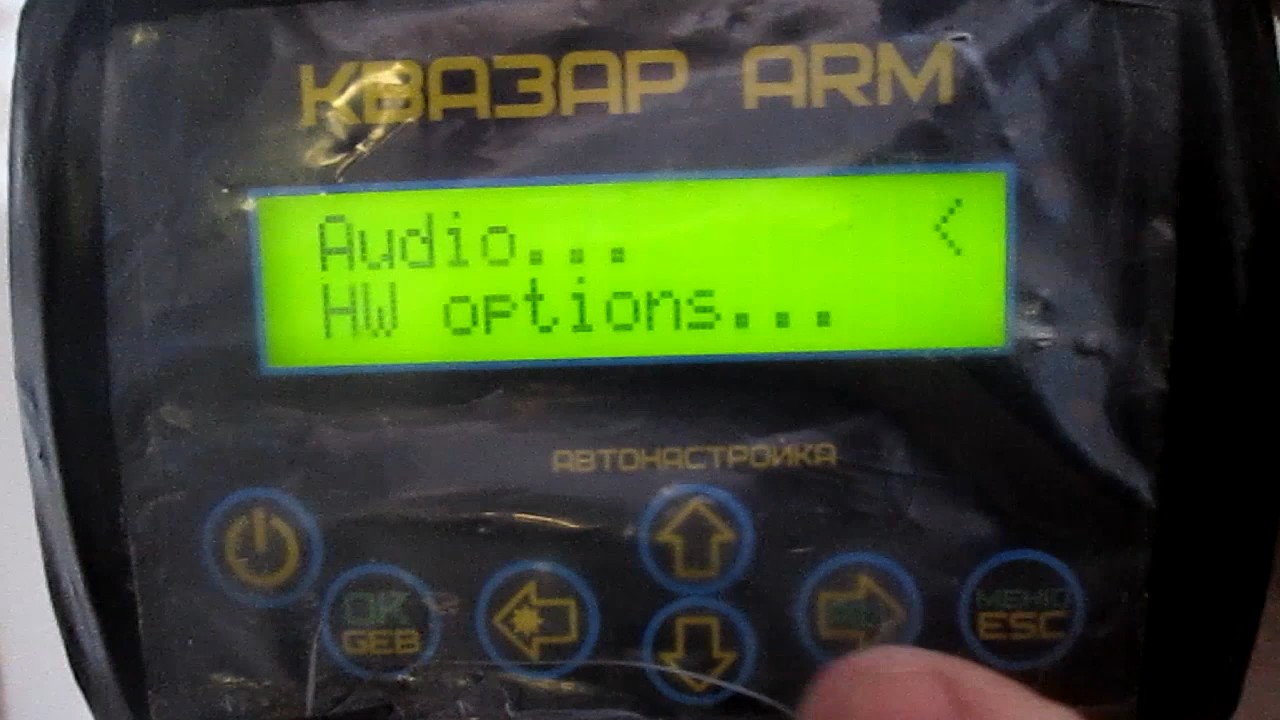 КВАЗАР ARM
Audio... <
HW options...
АВТОНАСТРОЙКА
OK
GEB
МЕНЮ
ESC